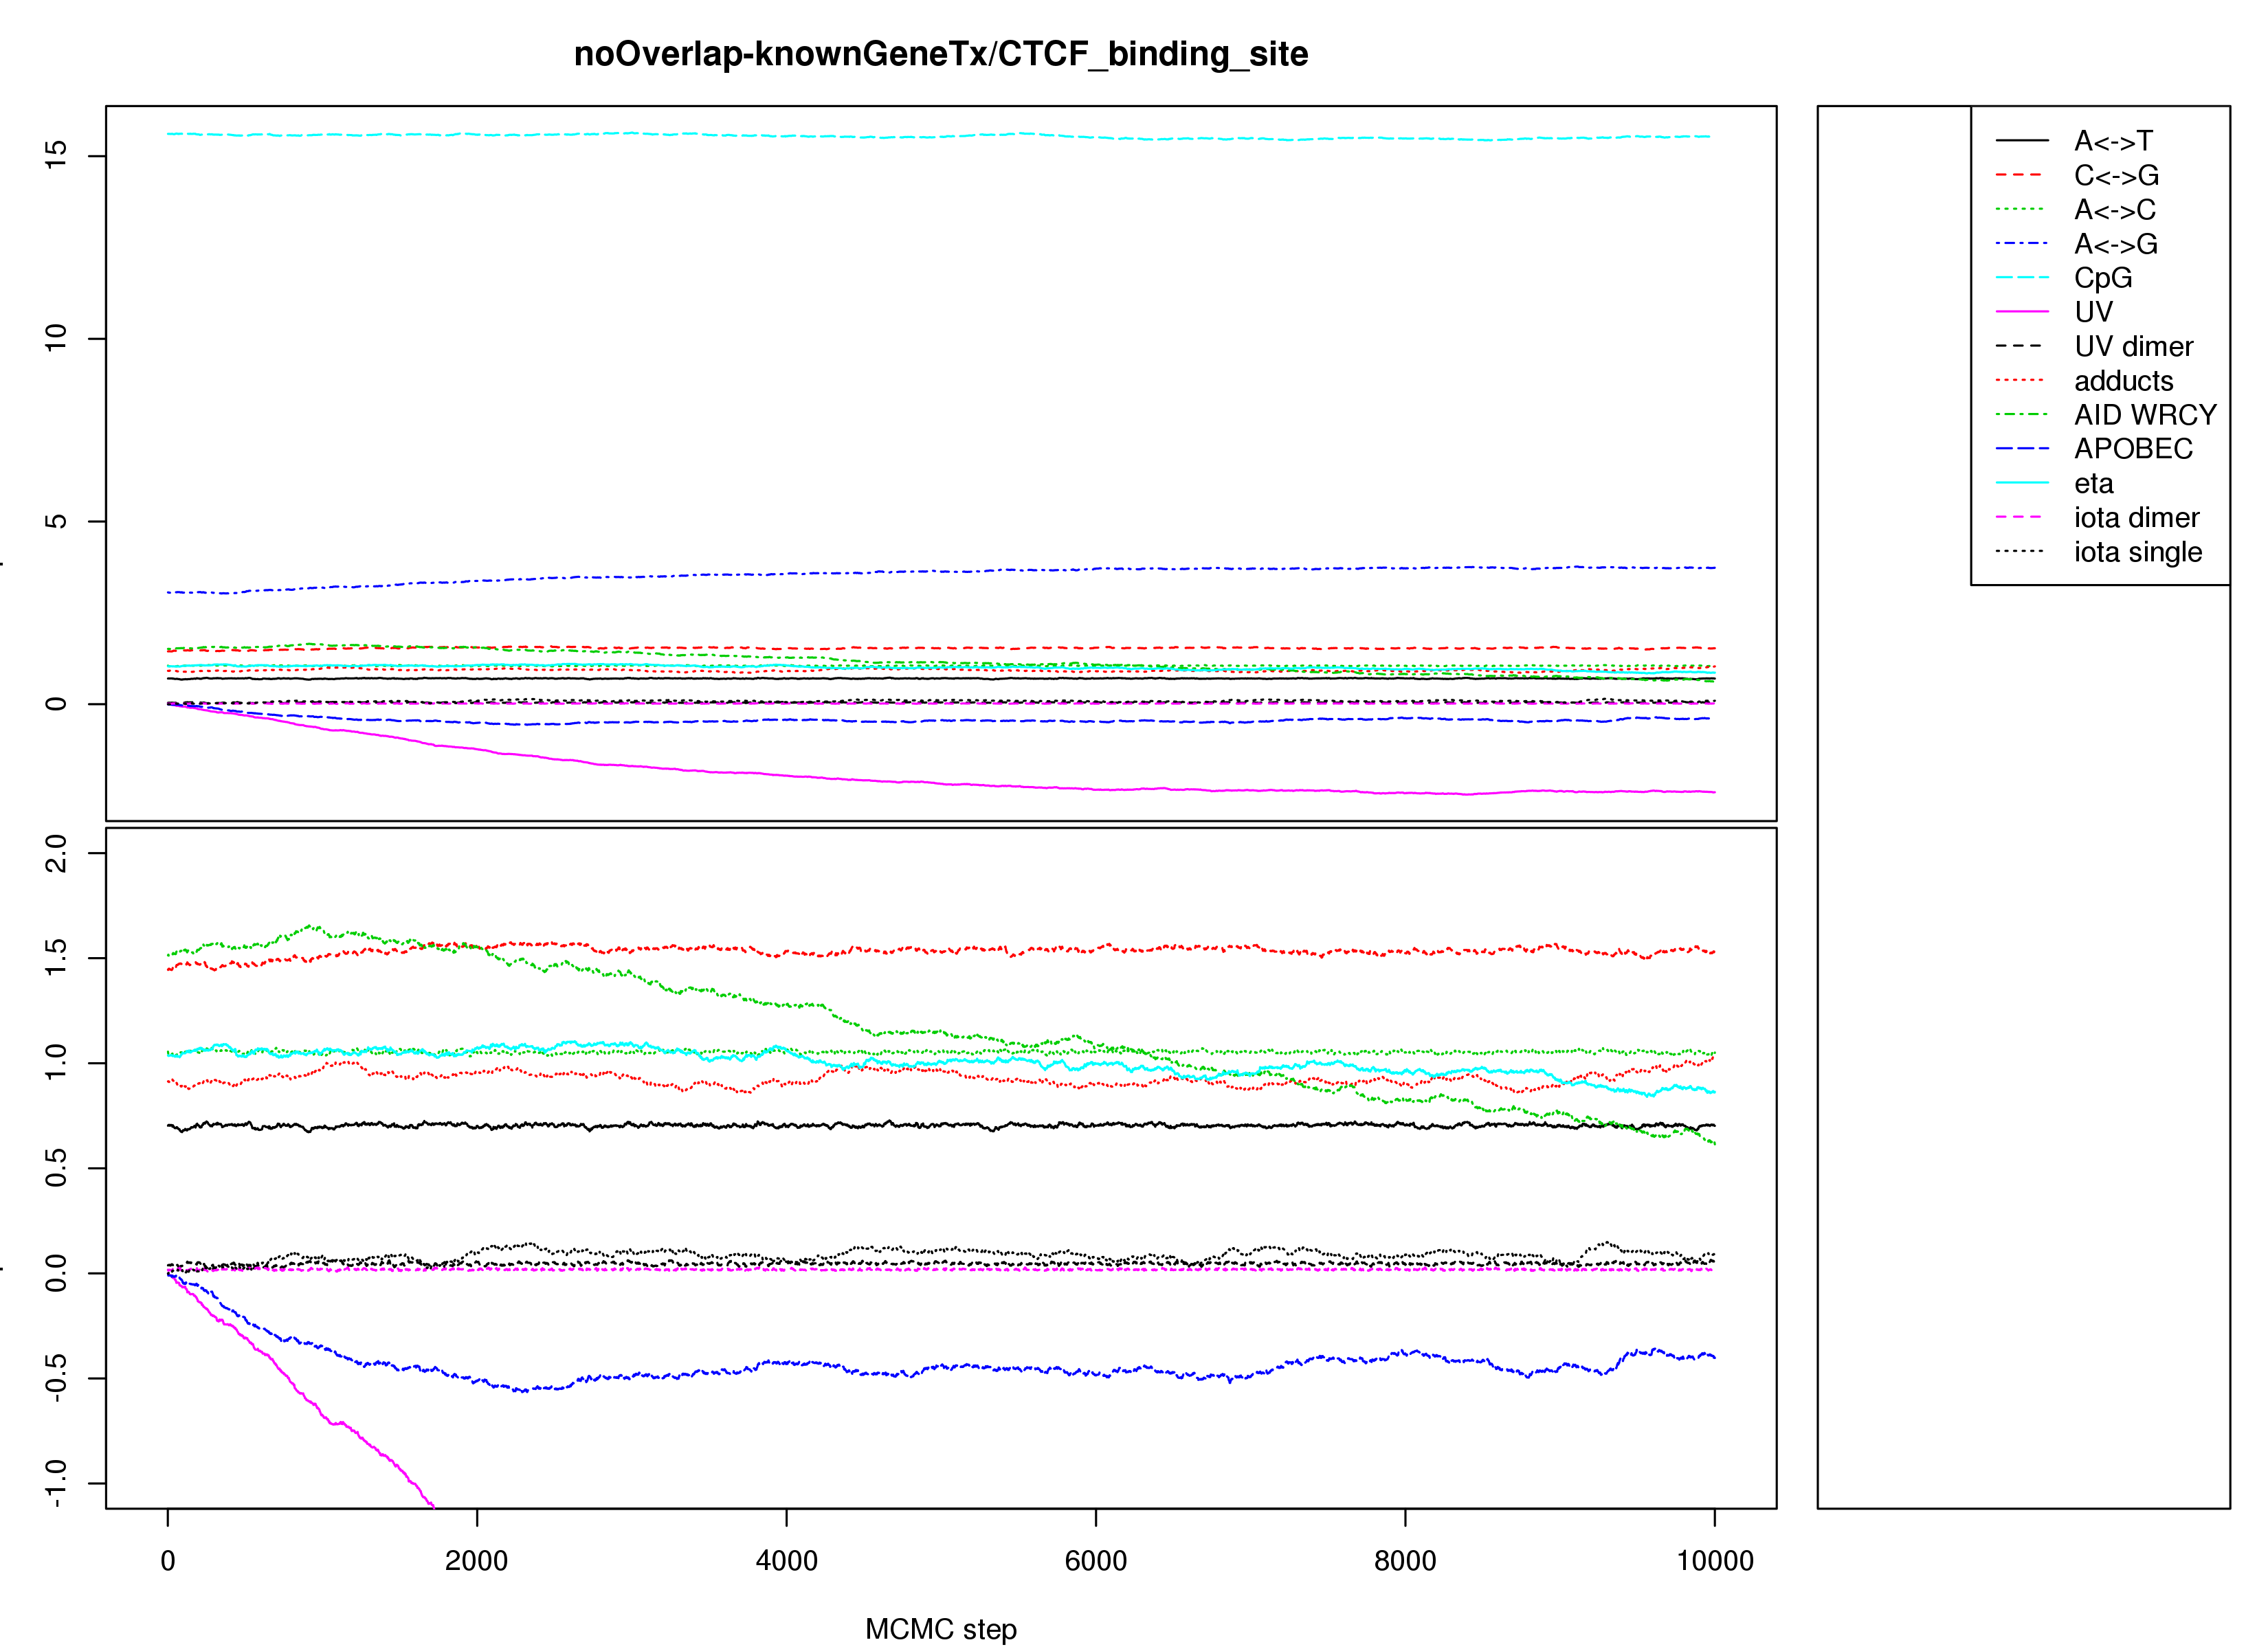 noOverlap-knownGeneTx/CTCF_binding_site
15
10
5
0
A<->T
C<->G
A<->C
A<->G
CpG
UV
UV dimer
adducts
AID WRCY
APOBEC
eta
iota dimer
iota single
2.0
1.5
1.0
0.5
0.0
-0.5
-1.0
0 2000 4000 6000 8000 10000
MCMC step